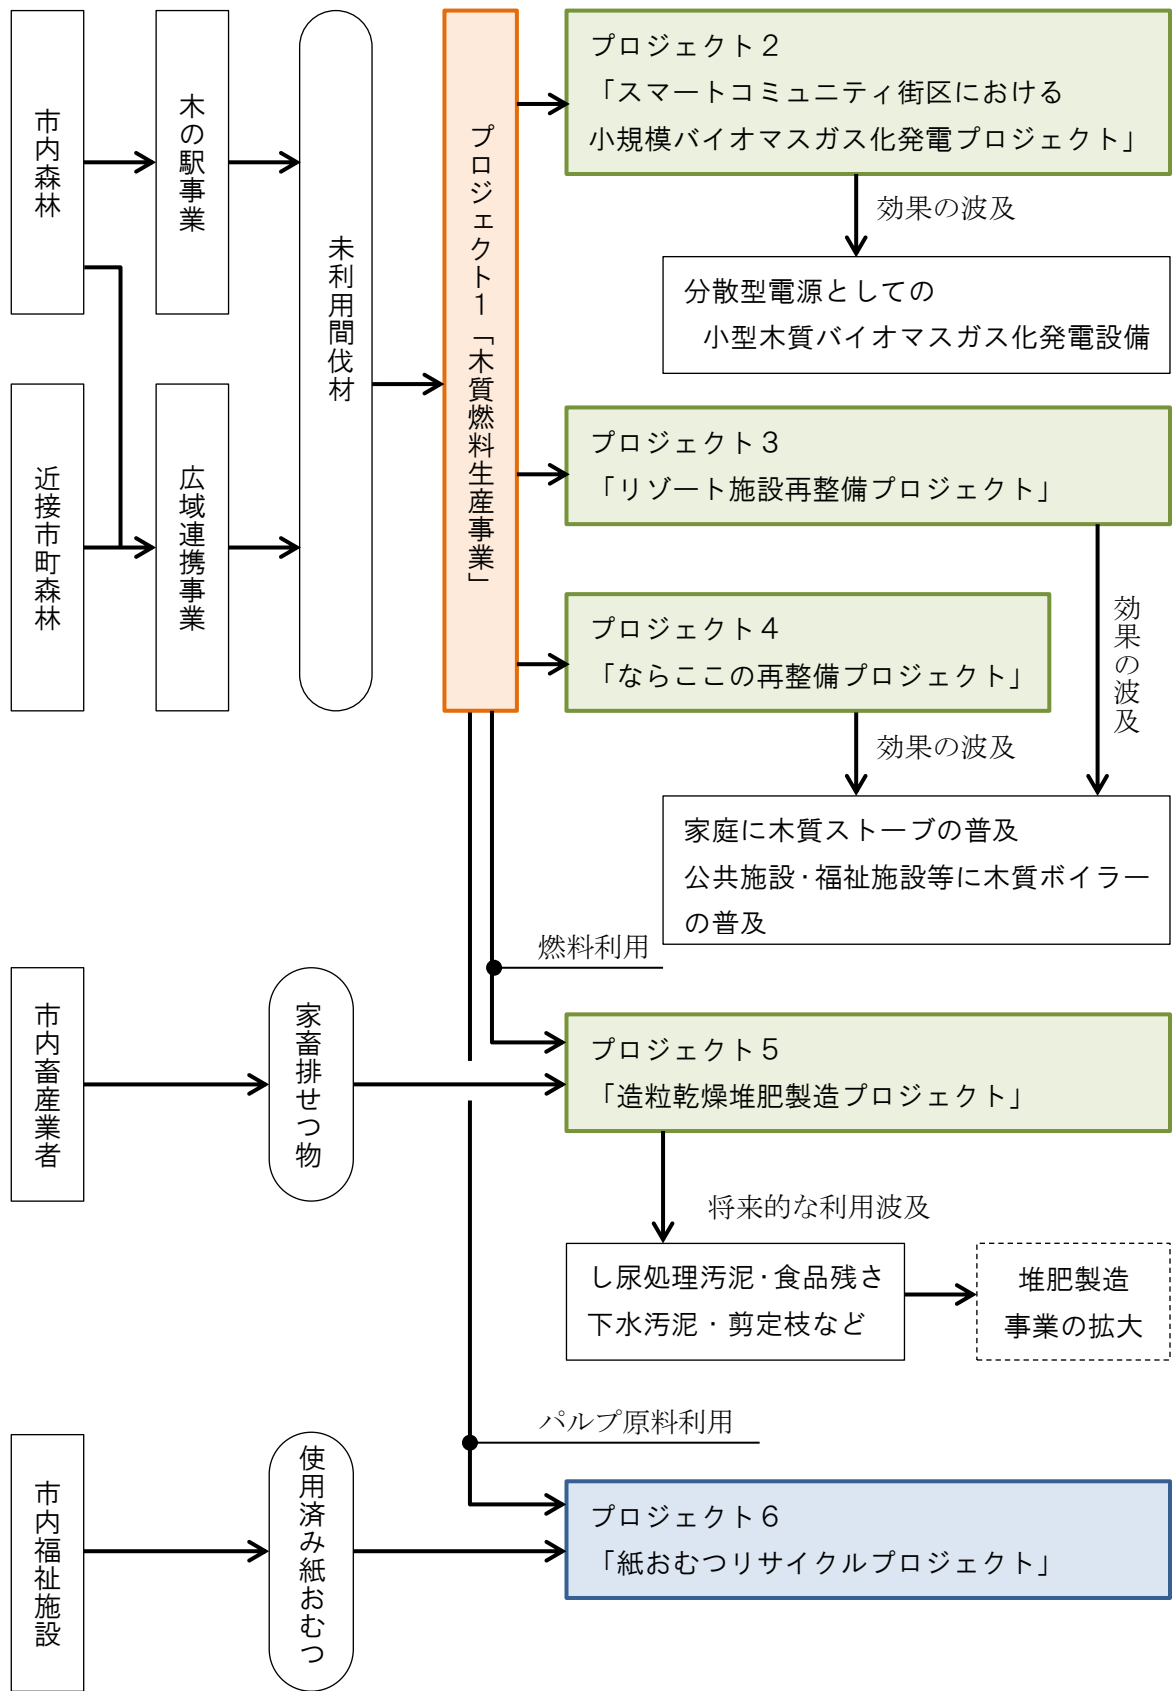 市内森林
木の駅事業
近接市町森林
広域連携事業
未利用間伐材
プロジェクト1「木質燃料生産事業」
プロジェクト2
「スマートコミュニティ街区における
小規模バイオマスガス化発電プロジェクト」
効果の波及
分散型電源としての
小型木質バイオマスガス化発電設備
プロジェクト3
「リゾート施設再整備プロジェクト」
効果の波及
プロジェクト4
「ならここの再整備プロジェクト」
効果の波及
家庭に木質ストーブの普及
公共施設・福祉施設等に木質ボイラー
の普及
燃料利用
市内畜産業者
家畜排せつ物
プロジェクト5
「造粒乾燥堆肥製造プロジェクト」
将来的な利用波及
し尿処理汚泥・食品残さ
下水汚泥・剪定枝など
堆肥製造
事業の拡大
パルプ原料利用
市内福祉施設
使用済み紙おむつ
プロジェクト6
「紙おむつリサイクルプロジェクト」